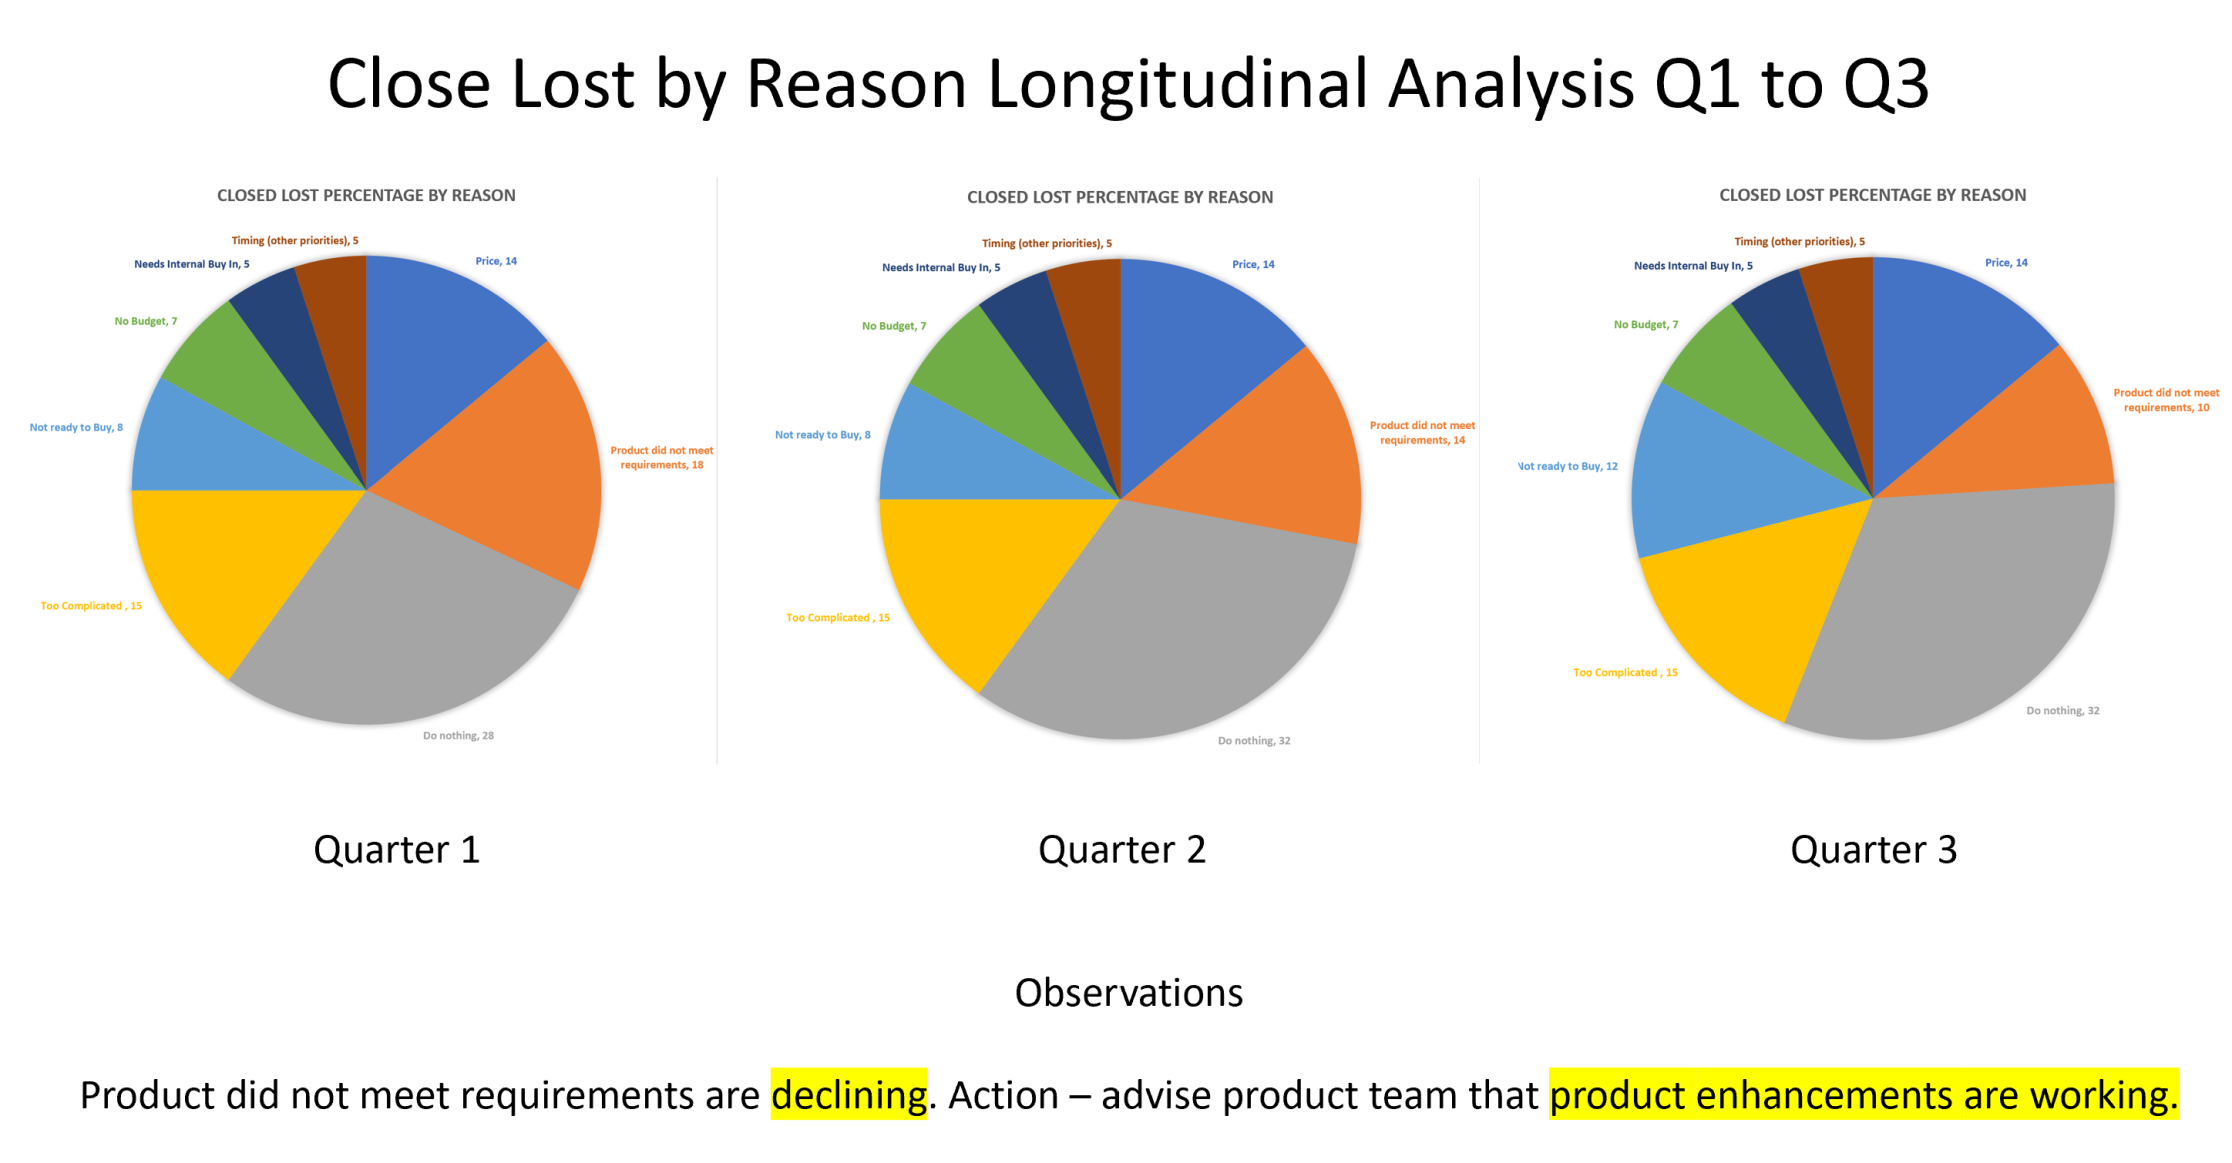 Close Lost by Reason Longitudinal Analysis Q1 to Q3
CLOSED LOST PERCENTAGE BY REASON
Timing (other priorities), 5
Price, 14
Needs Internal Buy In, 5
No Budget, 7
Not ready to Buy, 8
Product did not meet
requirements, 18
Too Complicated , 15
Do nothing, 28
Quarter 1
CLOSED LOST PERCENTAGE BY REASON
Timing (other priorities), 5
Price, 14
Needs Internal Buy In, 5
No Budget, 7
Product did not meet
requirements, 14
Not ready to Buy, 8
Too Complicated , 15
Do nothing, 32
Quarter 2
CLOSED LOST PERCENTAGE BY REASON
Timing (other priorities), 5
Price, 14
Needs Internal Buy In, 5
No Budget, 7
Product did not meet
requirements, 10
Not ready to Buy, 12
Too Complicated , 15
Do nothing, 32
Quarter 3
Observations
Product did not meet requirements are declining. Action – advise product team that product enhancements are working.